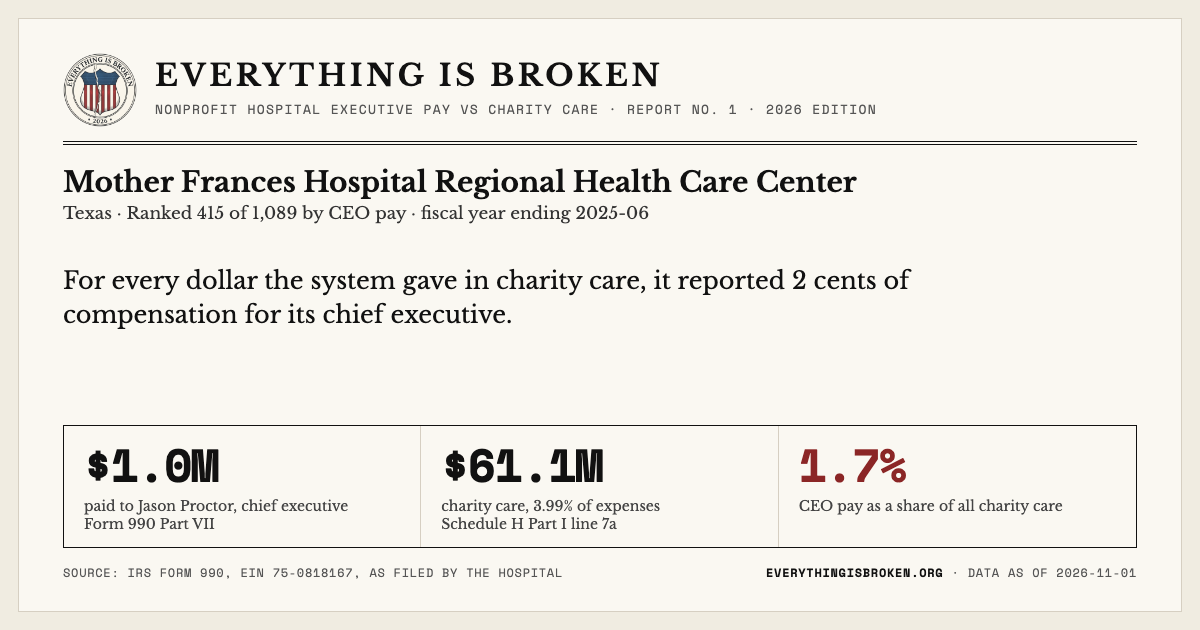 EVERYTHING IS BROKEN
· 2026 ·
EVERYTHING IS BROKEN
NONPROFIT HOSPITAL EXECUTIVE PAY VS CHARITY CARE · REPORT NO. 1 · 2026 EDITION
Mother Frances Hospital Regional Health Care Center
Texas · Ranked 415 of 1,089 by CEO pay · fiscal year ending 2025-06
For every dollar the system gave in charity care, it reported 2 cents of
compensation for its chief executive.
$1.0M
paid to Jason Proctor, chief executive
Form 990 Part VII
$61.1M
charity care, 3.99% of expenses
Schedule H Part I line 7a
1.7%
CEO pay as a share of all charity care
SOURCE: IRS FORM 990, EIN 75-0818167, AS FILED BY THE HOSPITAL
EVERYTHINGISBROKEN.ORG · DATA AS OF 2026-11-01